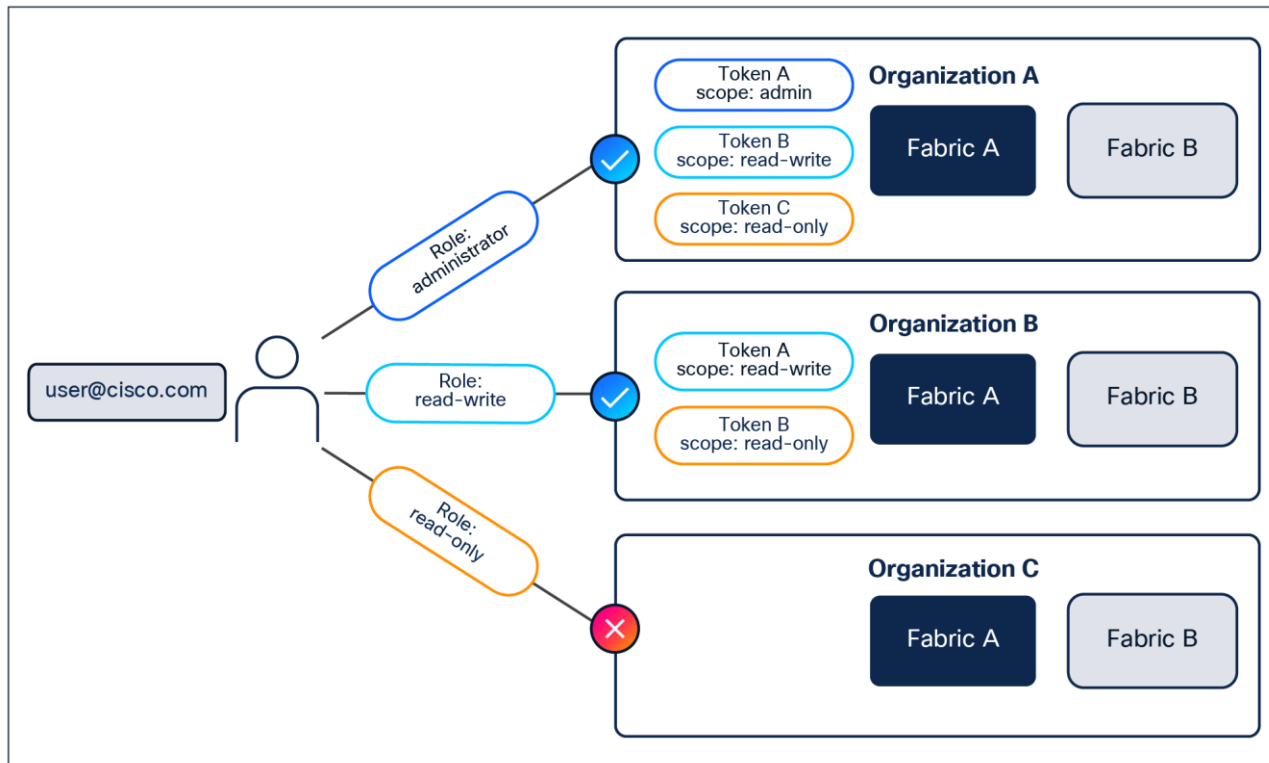 Token A
scope: admin
Organization A
Token B
scope: read-write
Fabric A
Fabric B
Token C
scope: read-only
Role:
administrator
Organization B
Token A
scope: read-write
Fabric A
Fabric B
user@cisco.com
Role:
read-write
Token B
scope: read-only
Role:
read-only
Organization C
Fabric A
Fabric B